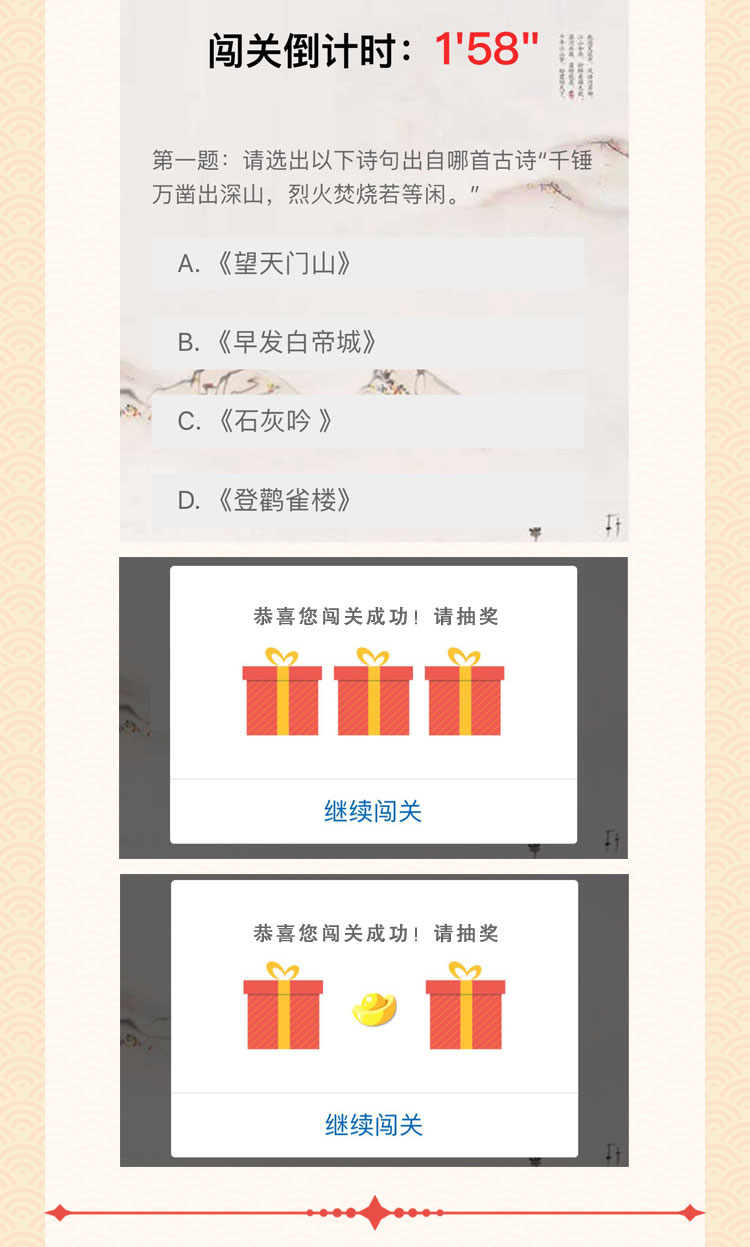 闯关倒计时：1'58"
第一题：请选出以下诗句出自哪首古诗“千锤
万凿出深山，烈火焚烧若等闲。”
A.《望天门山》
B.《早发白帝城》
C.《石灰吟 》
D.《登鹳雀楼》
恭喜您闯关成功！请抽奖
继续闯关
恭喜您闯关成功！请抽奖
继续闯关